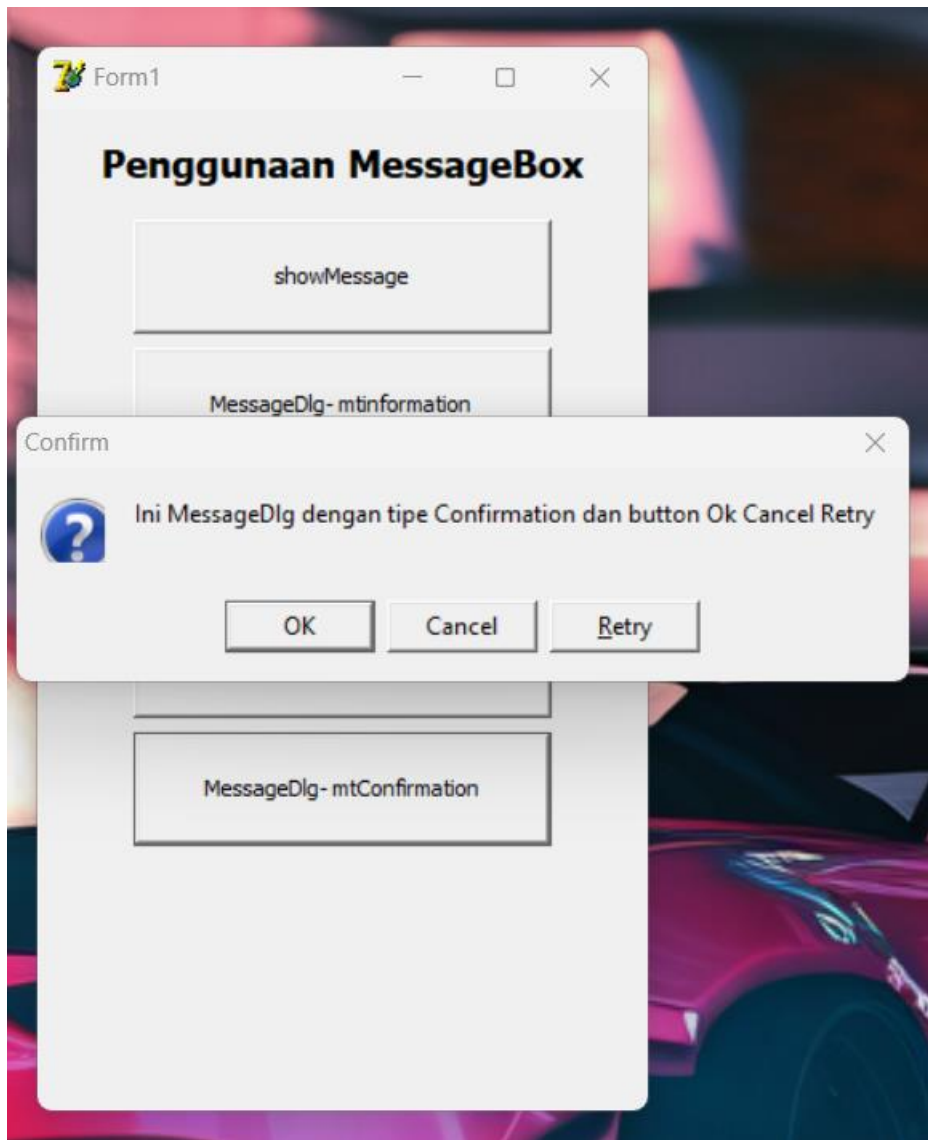 Form1
Penggunaan MessageBox
showMessage
MessageDlg- mtinformation
Confirm
Ini MessageDlg dengan tipe Confirmation dan button Ok Cancel Retry
OK
Cancel
Retry
MessageDlg- mtConfirmation